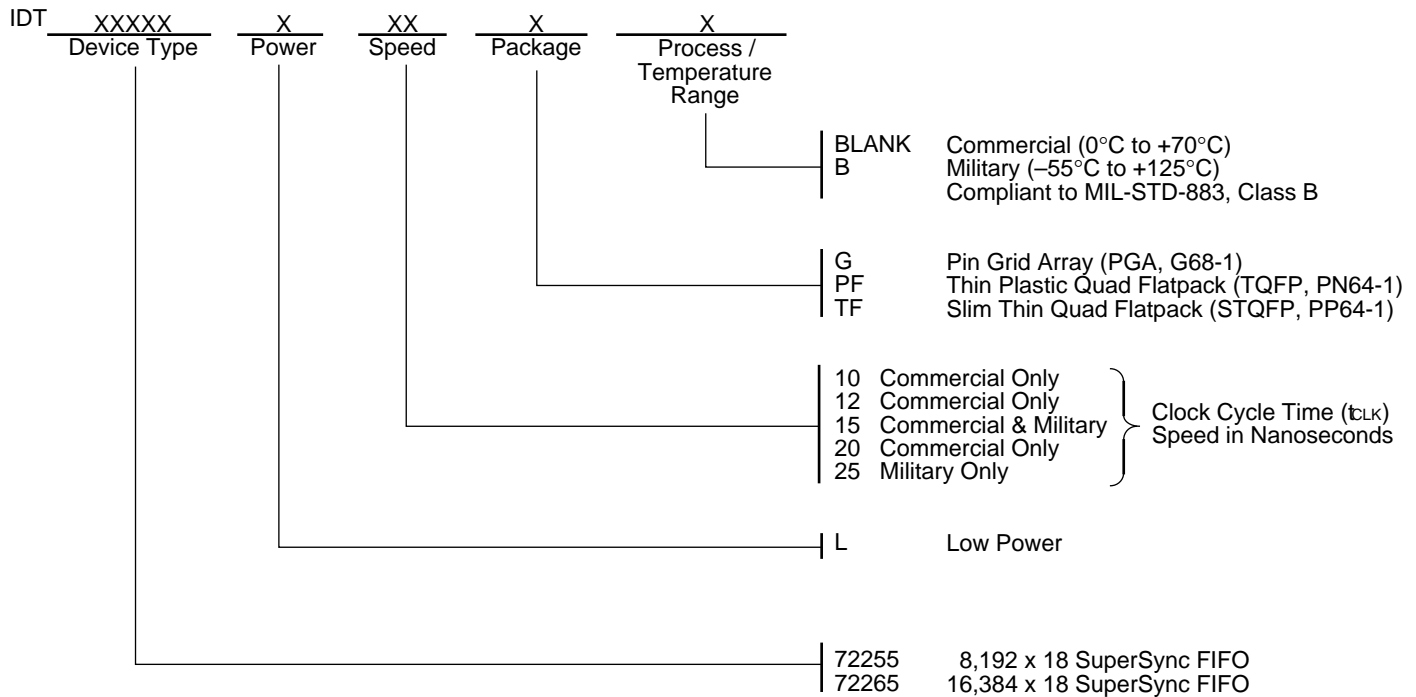 IDT XXXXX X XX X X
Device Type Power Speed Package Process /
Temperature
Range
BLANK Commercial (0°C to +70°C)
B Military (–55°C to +125°C)
Compliant to MIL-STD-883, Class B
G Pin Grid Array (PGA, G68-1)
PF Thin Plastic Quad Flatpack (TQFP, PN64-1)
TF Slim Thin Quad Flatpack (STQFP, PP64-1)
10 Commercial Only
12 Commercial Only
15 Commercial & Military
20 Commercial Only
25 Military Only
Clock Cycle Time (tCLK)
Speed in Nanoseconds
L Low Power
72255 8,192 x 18 SuperSync FIFO
72265 16,384 x 18 SuperSync FIFO